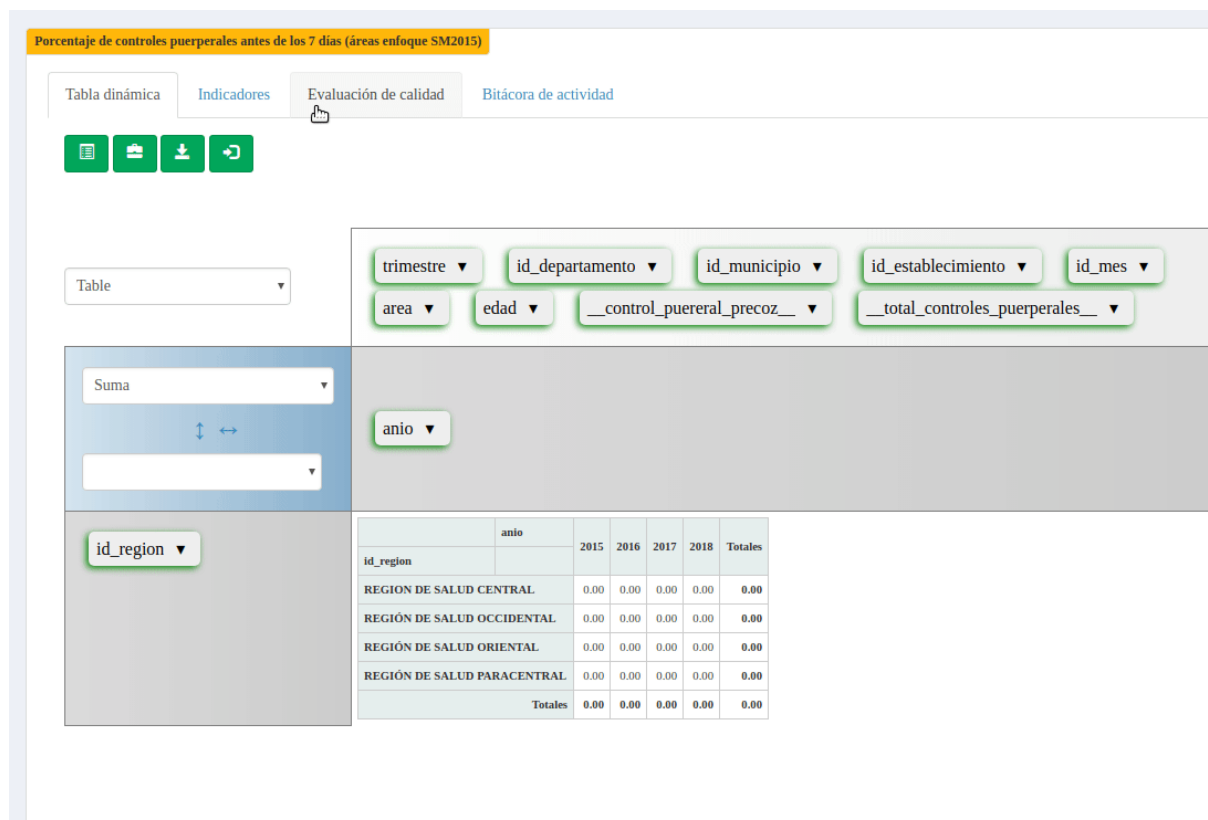 Porcentaje de controles puerperales antes de los 7 días (áreas enfoque SM2015)
Tabla dinámica Indicadores Evaluación de calidad Bitácora de actividad
trimestre ▼ id_departamento ▼ id_municipio ▼ id_establecimiento ▼ id_mes ▼
Table ▼
area ▼ edad ▼ __control_puereral_precoz__ ▼ __total_controles_puerperales__ ▼
Suma ▼
↕ ↔
anio ▼
▼
id_region ▼
anio 2015 2016 2017 2018 Totales
id_region
REGION DE SALUD CENTRAL 0.00 0.00 0.00 0.00 0.00
REGIÓN DE SALUD OCCIDENTAL 0.00 0.00 0.00 0.00 0.00
REGIÓN DE SALUD ORIENTAL 0.00 0.00 0.00 0.00 0.00
REGIÓN DE SALUD PARACENTRAL 0.00 0.00 0.00 0.00 0.00
Totales 0.00 0.00 0.00 0.00 0.00